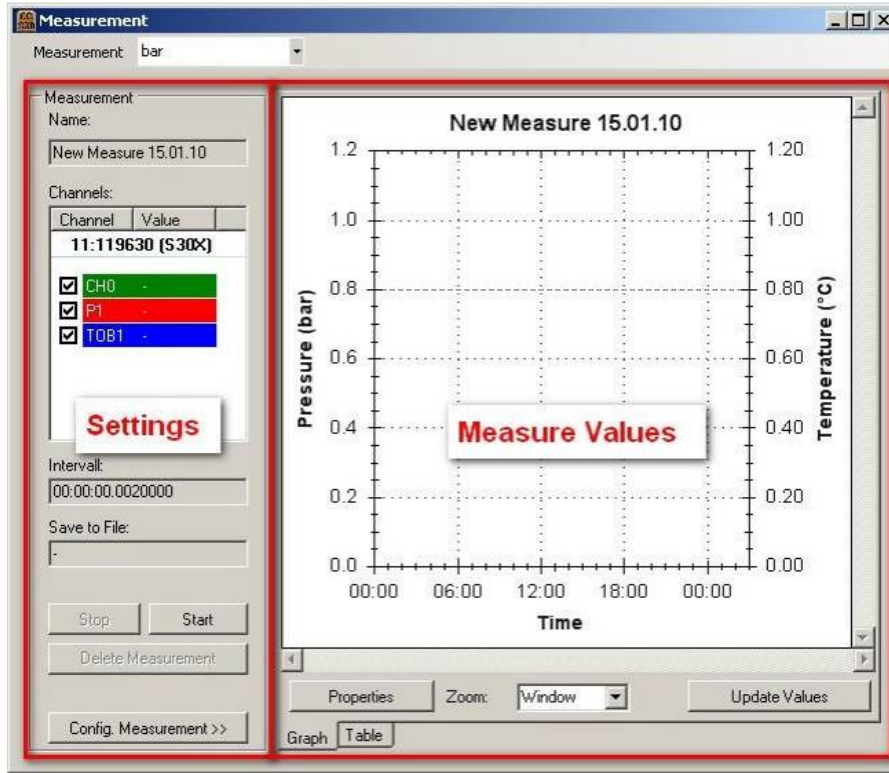 Measurement
Measurement bar
Measurement
Name:
New Measure 15.01.10
Channels:
Channel Value
11:119630 (S30X)
CH0 -
P1 -
TOB1 -
Settings
Intervall:
00:00:00.0020000
Save to File:
-
Stop Start
Delete Measurement
Config. Measurement >>
New Measure 15.01.10
1.2 1.20
1.0 1.00
0.8 0.80
0.6 0.60
0.4 0.40
0.2 0.20
0.0 0.00
Pressure (bar)
Temperature (°C)
Measure Values
00:00 06:00 12:00 18:00 00:00
Time
Properties Zoom: Window Update Values
Graph Table